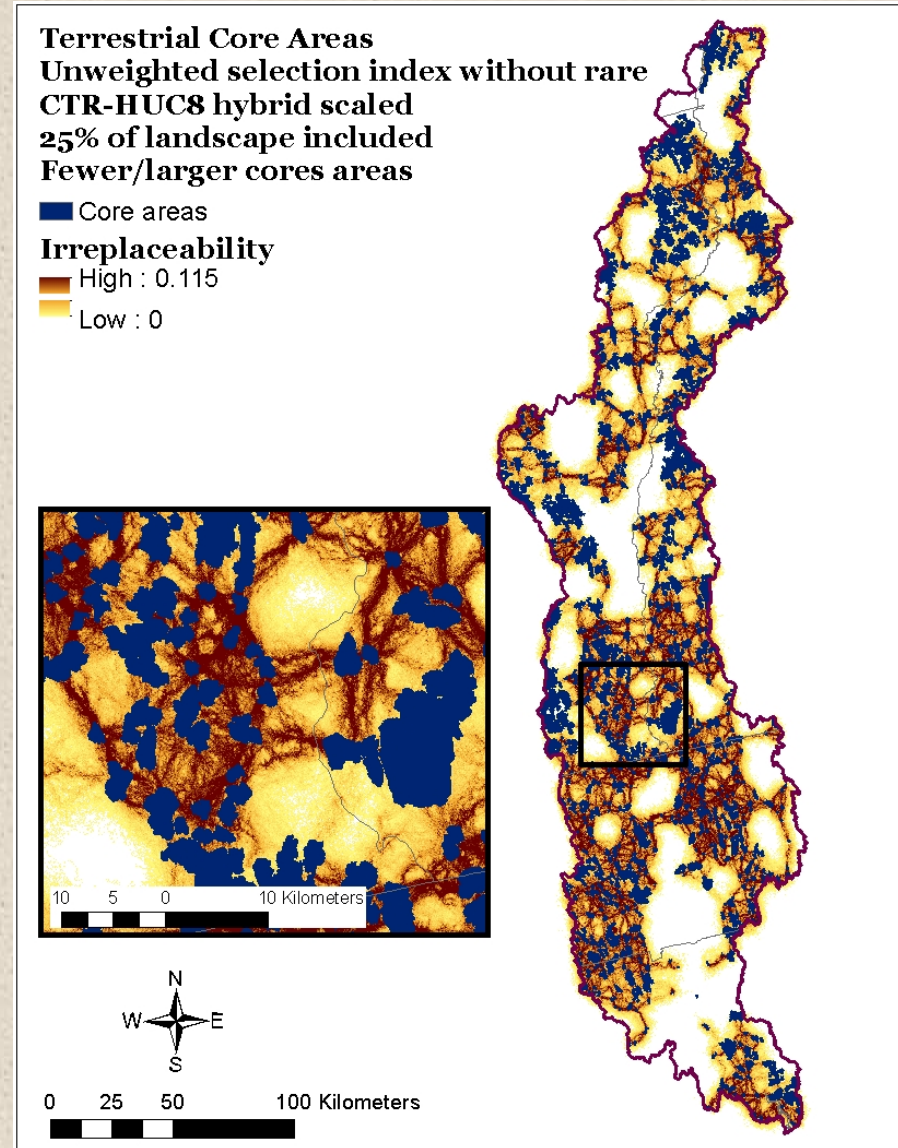 Terrestrial Core Areas
Unweighted selection index without rare
CTR-HUC8 hybrid scaled
25% of landscape included
Fewer/larger cores areas
Core areas
Irreplaceability
High : 0.115
Low : 0
10 5 0 10 Kilometers
N
W E
S
0 25 50 100 Kilometers